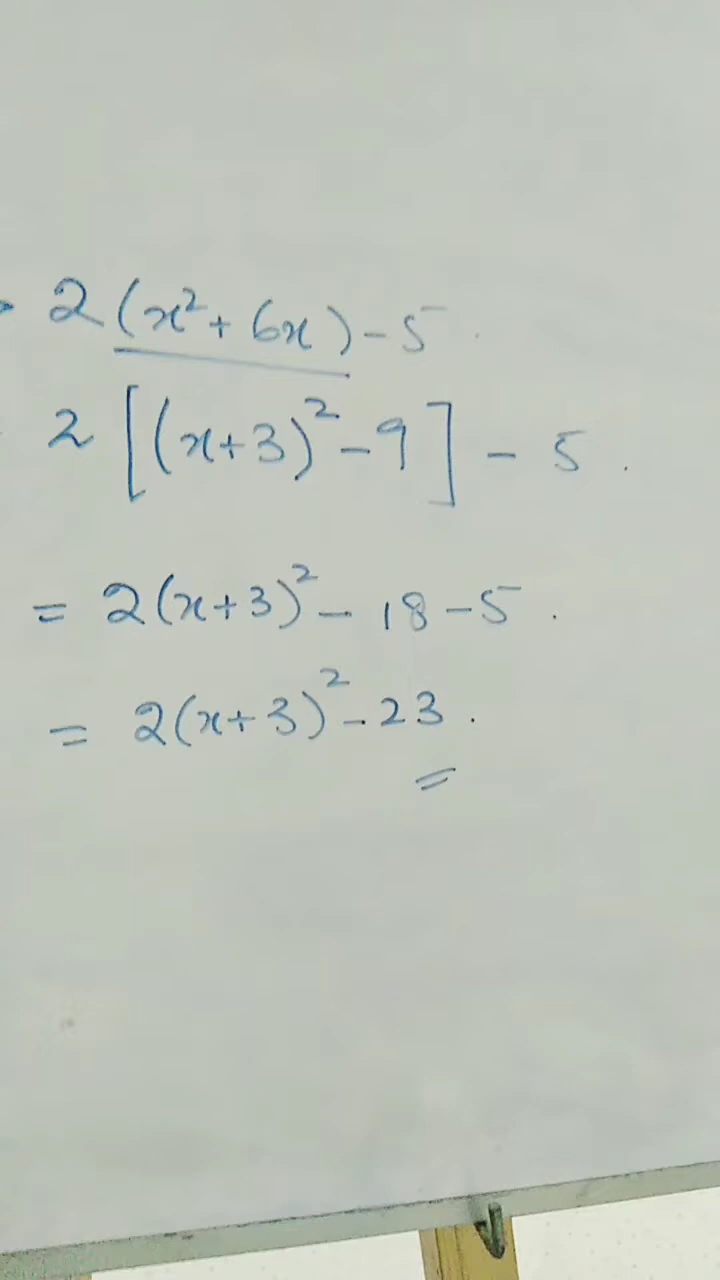 2(x²+6x)-5
2[(x+3)²-9]-5.
= 2(x+3)²-18-5.
= 2(x+3)²-23.